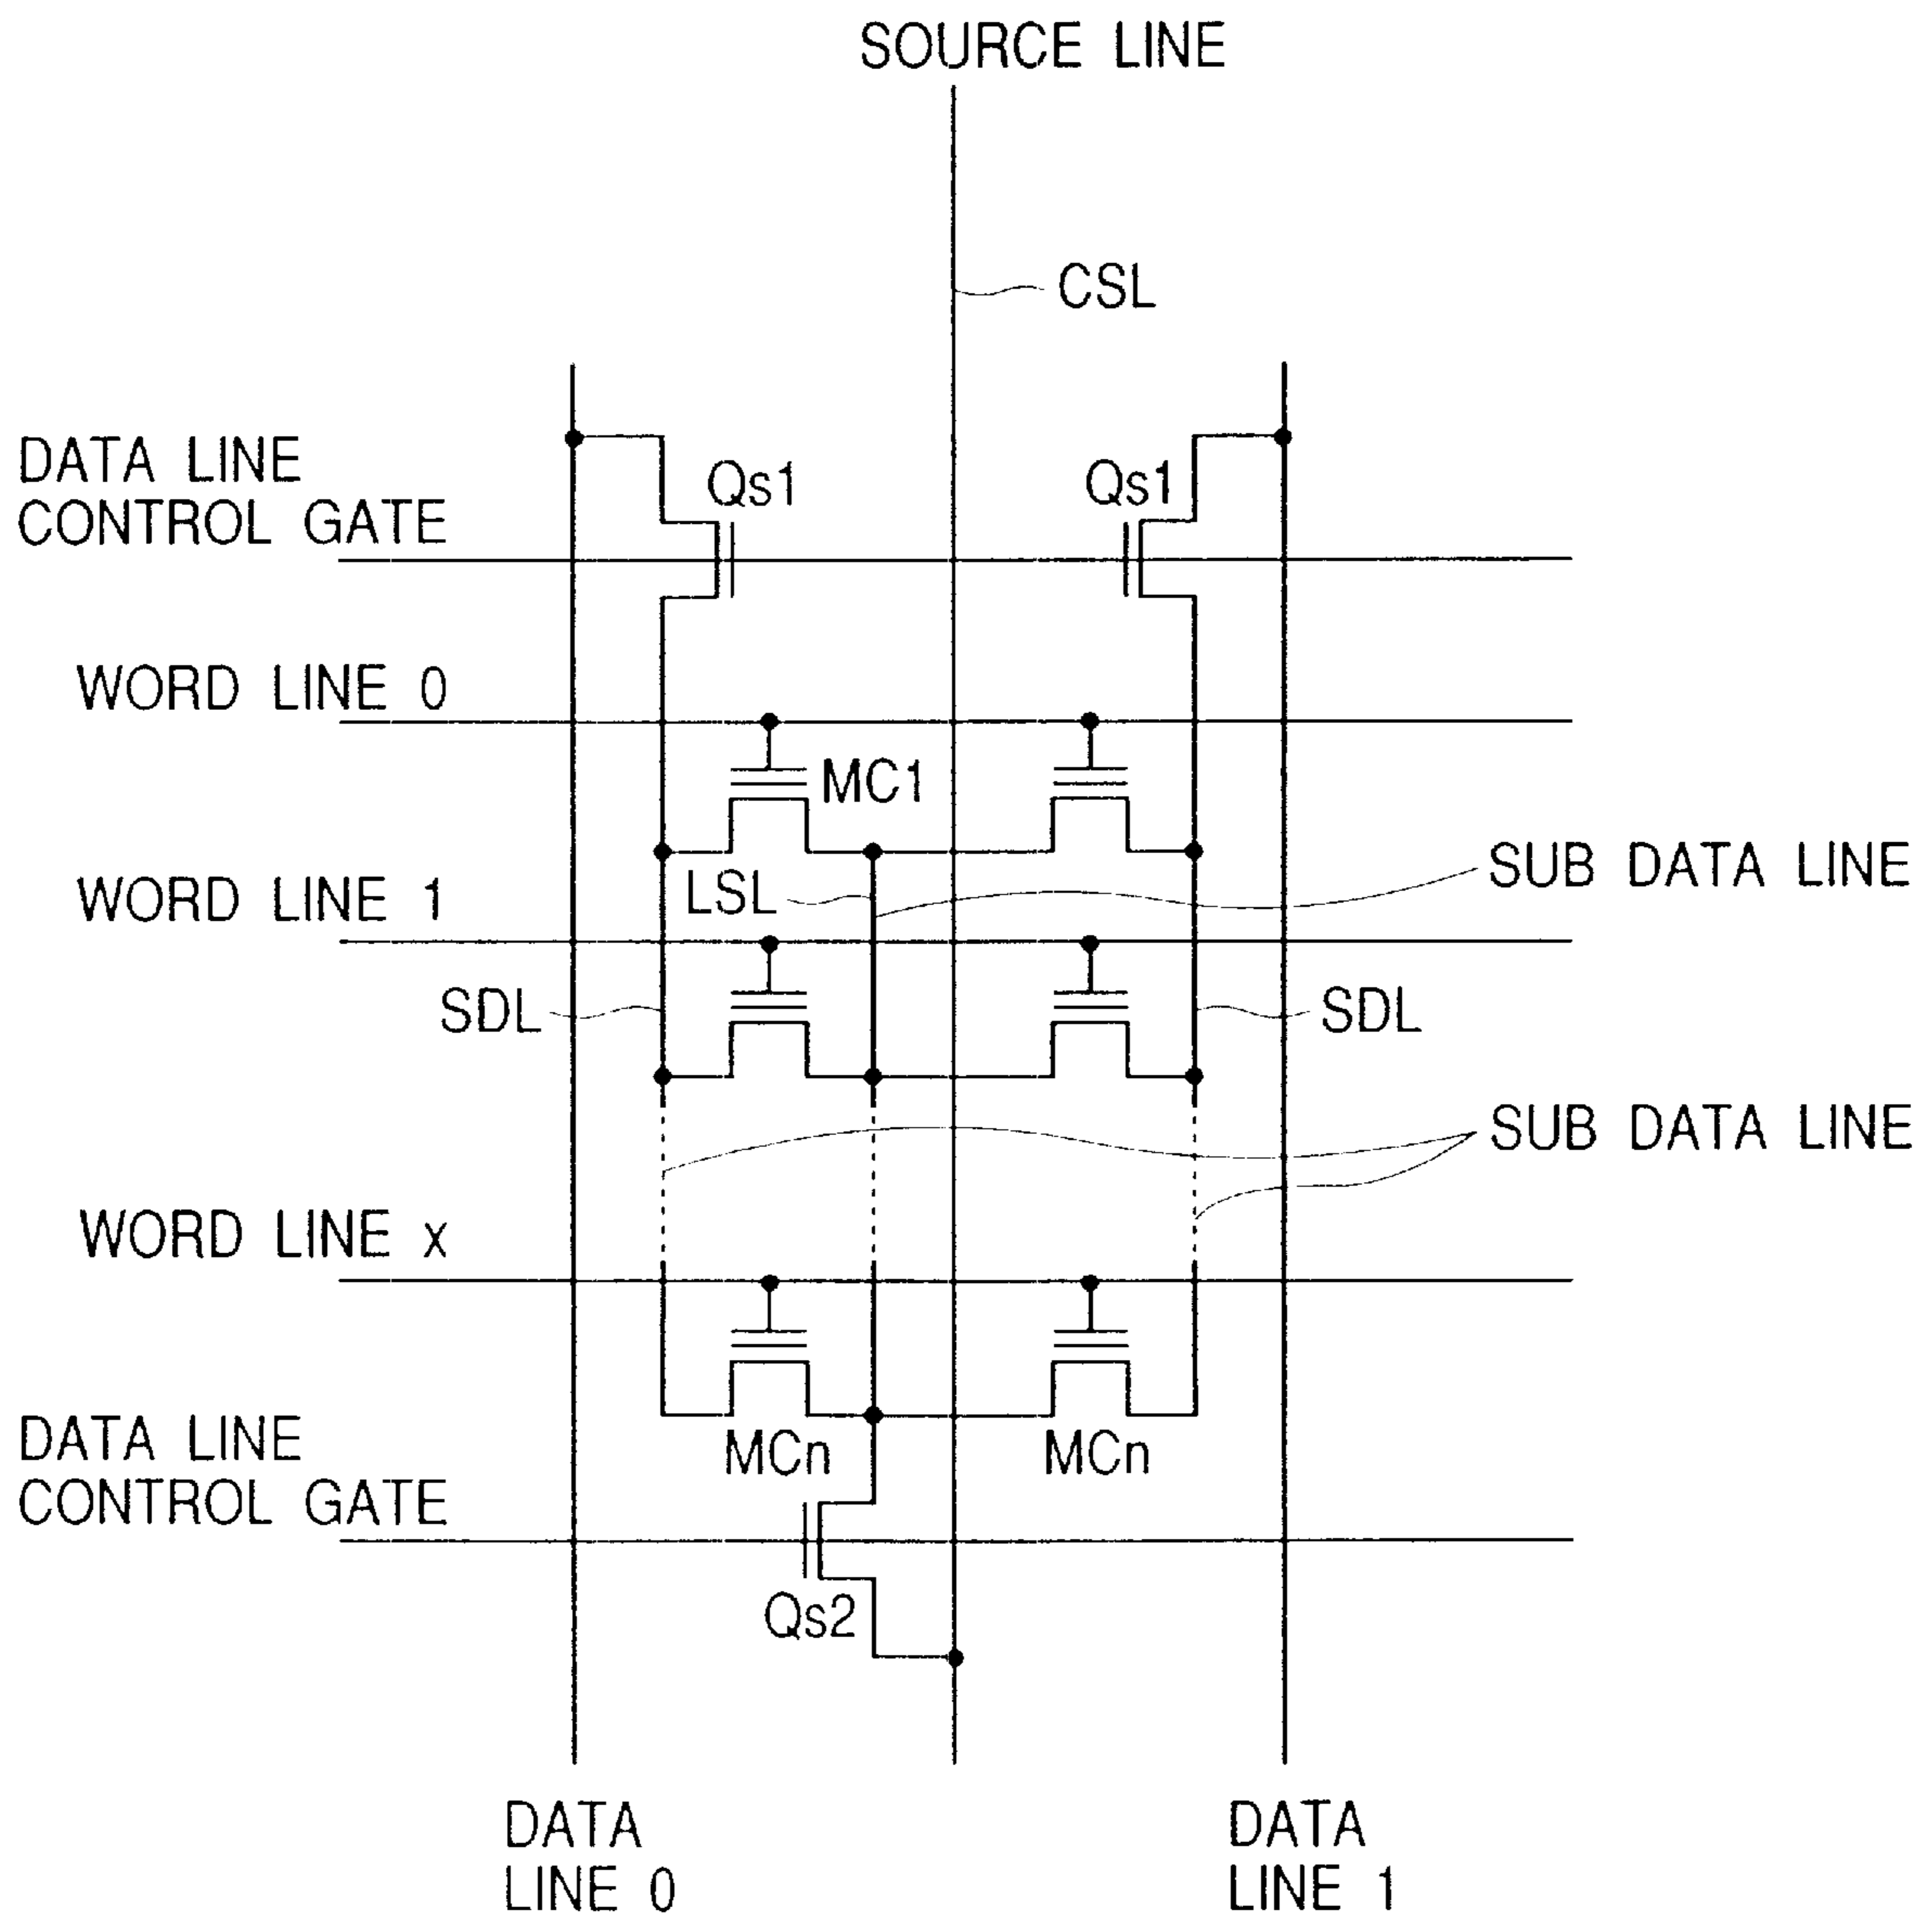 SOURCE LINE
CSL
DATA LINE
CONTROL GATE
Qs1
Qs1
WORD LINE 0
MC1
WORD LINE 1
LSL
SUB DATA LINE
SDL
SDL
SUB DATA LINE
WORD LINE x
MCn
MCn
DATA LINE
CONTROL GATE
Qs2
DATA
LINE 0
DATA
LINE 1